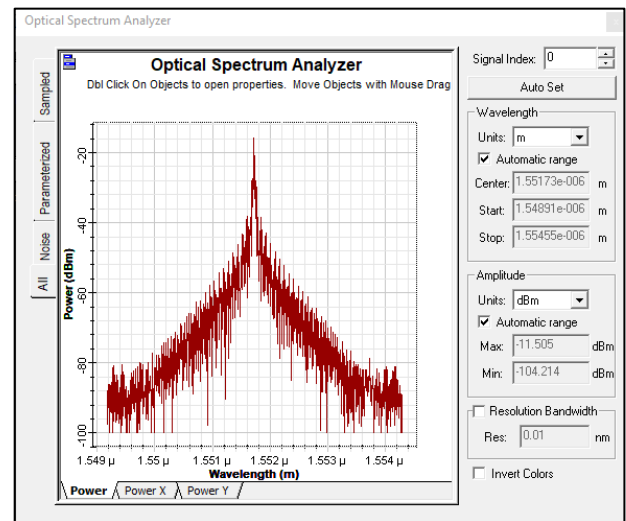 Optical Spectrum Analyzer
Sampled
Parameterized
Noise
All
Optical Spectrum Analyzer
Dbl Click On Objects to open properties. Move Objects with Mouse Drag
Power (dBm)
-20
-40
-60
-80
-100
1.549 µ 1.55 µ 1.551 µ 1.552 µ 1.553 µ 1.554 µ
Wavelength (m)
Power Power X Power Y
Signal Index: 0
Auto Set
Wavelength
Units: m
Automatic range
Center: 1.55173e-006 m
Start: 1.54891e-006 m
Stop: 1.55455e-006 m
Amplitude
Units: dBm
Automatic range
Max: -11.505 dBm
Min: -104.214 dBm
Resolution Bandwidth
Res: 0.01 nm
Invert Colors